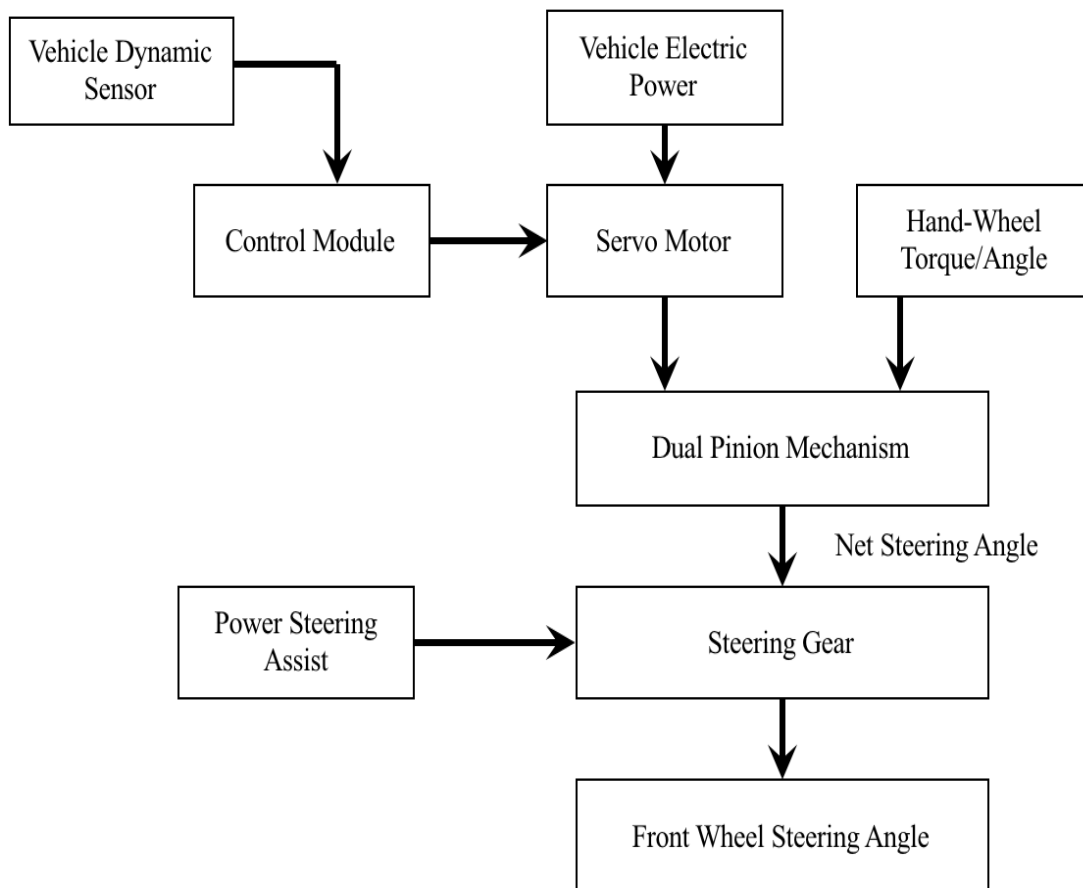 Vehicle Dynamic
Sensor
Vehicle Electric
Power
Control Module
Servo Motor
Hand-Wheel
Torque/Angle
Dual Pinion Mechanism
Net Steering Angle
Power Steering
Assist
Steering Gear
Front Wheel Steering Angle